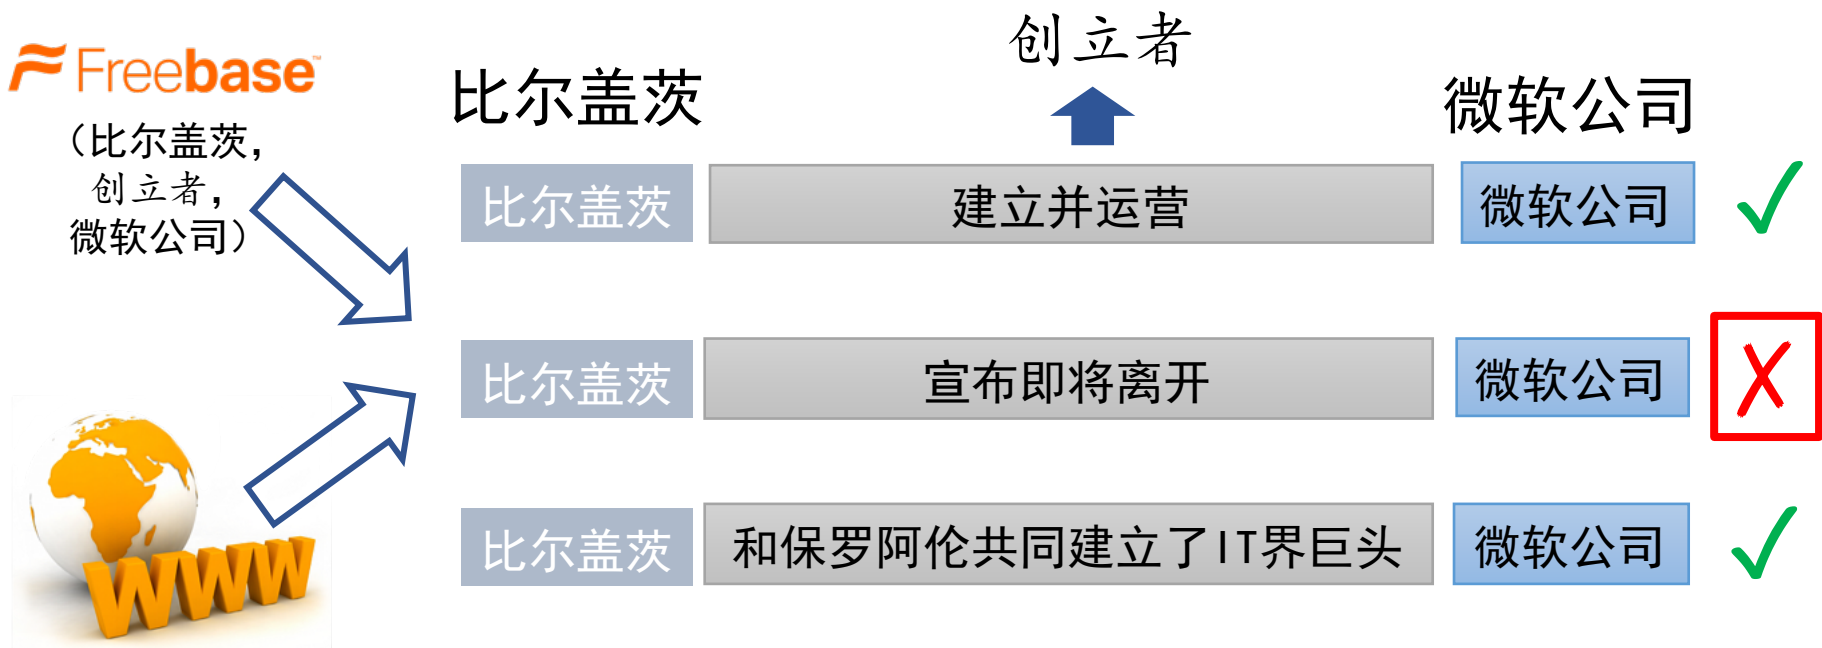 Freebase™
(比尔盖茨,
创立者,
微软公司)
创立者
比尔盖茨
微软公司
比尔盖茨 建立并运营 微软公司
比尔盖茨 宣布即将离开 微软公司
比尔盖茨 和保罗阿伦共同建立了IT界巨头 微软公司
WWW